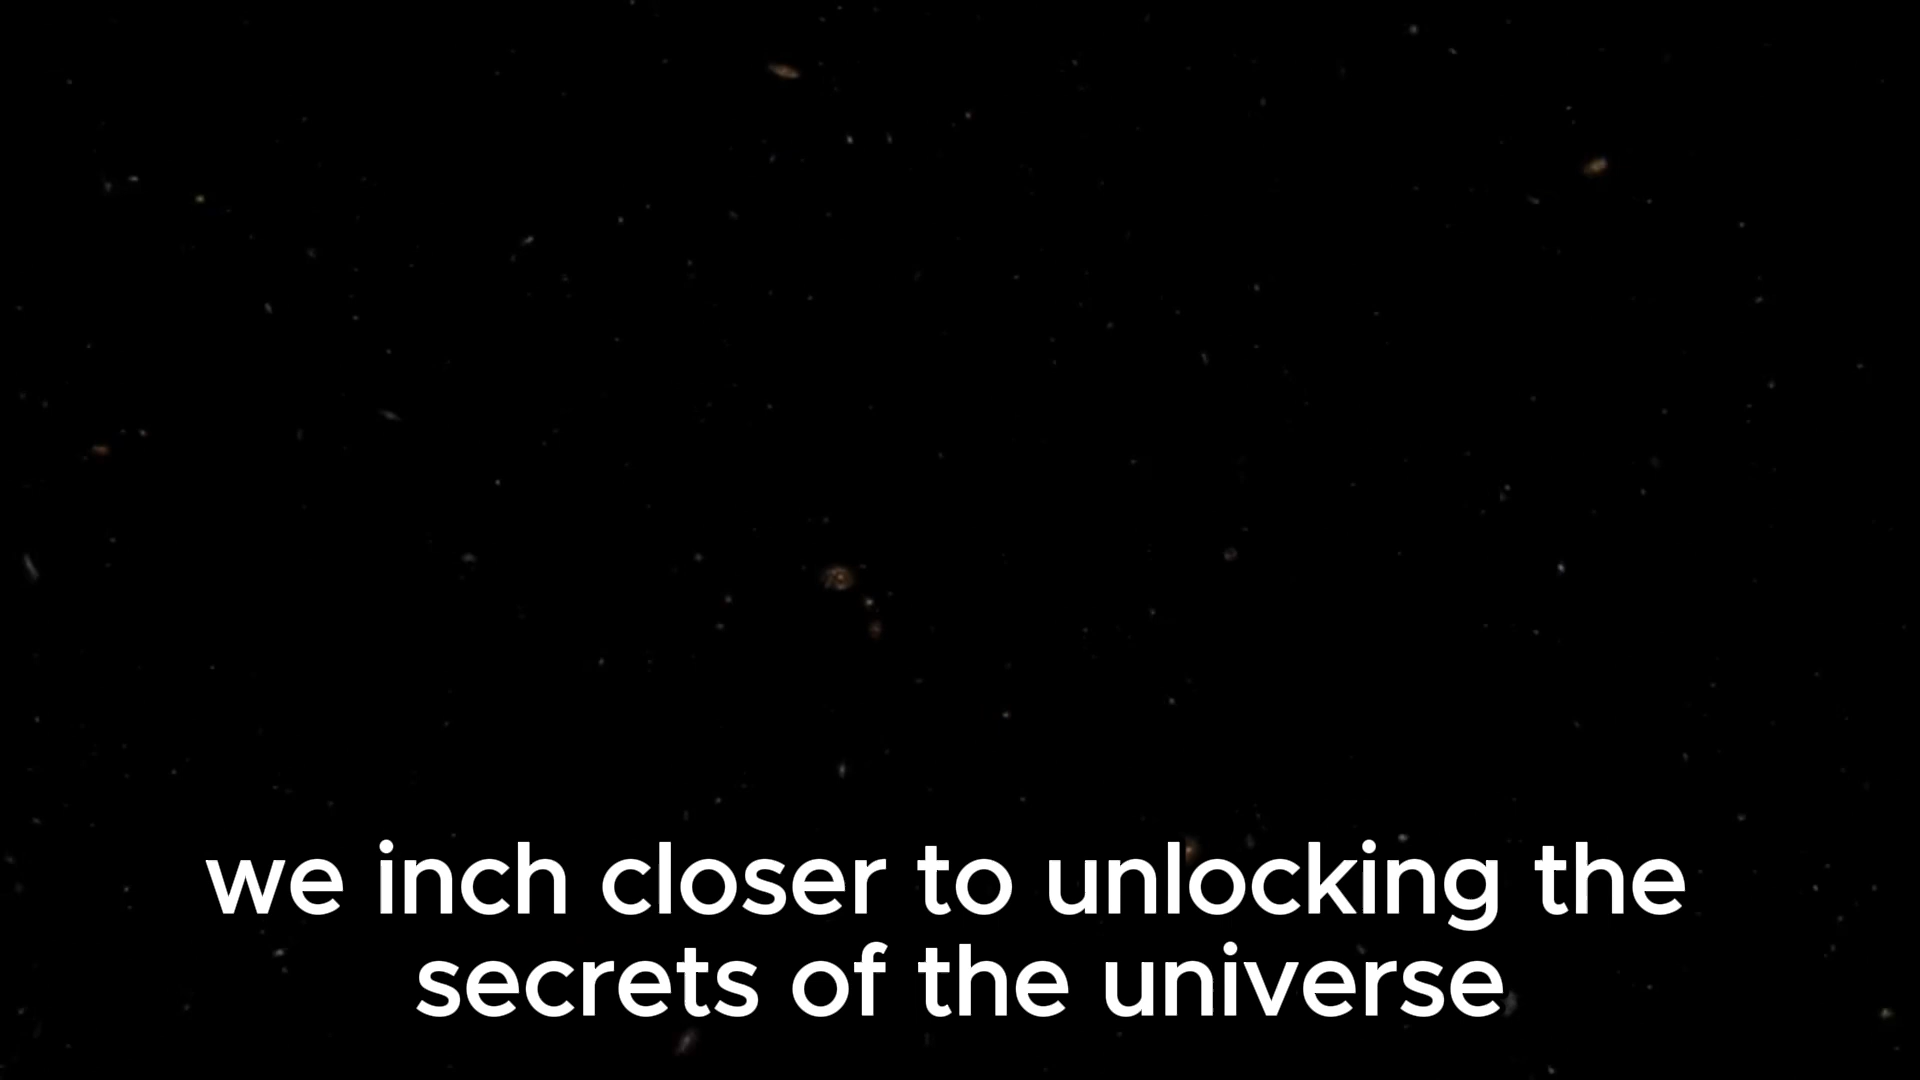 we inch closer to unlocking the
secrets of the universe